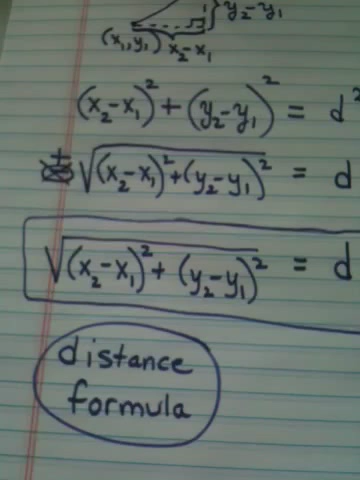 y₂-y₁
(x₁,y₁) x₂-x₁
(x₂-x₁)²+(y₂-y₁)² = d²
± √(x₂-x₁)²+(y₂-y₁)² = d
√(x₂-x₁)²+(y₂-y₁)² = d
distance
formula